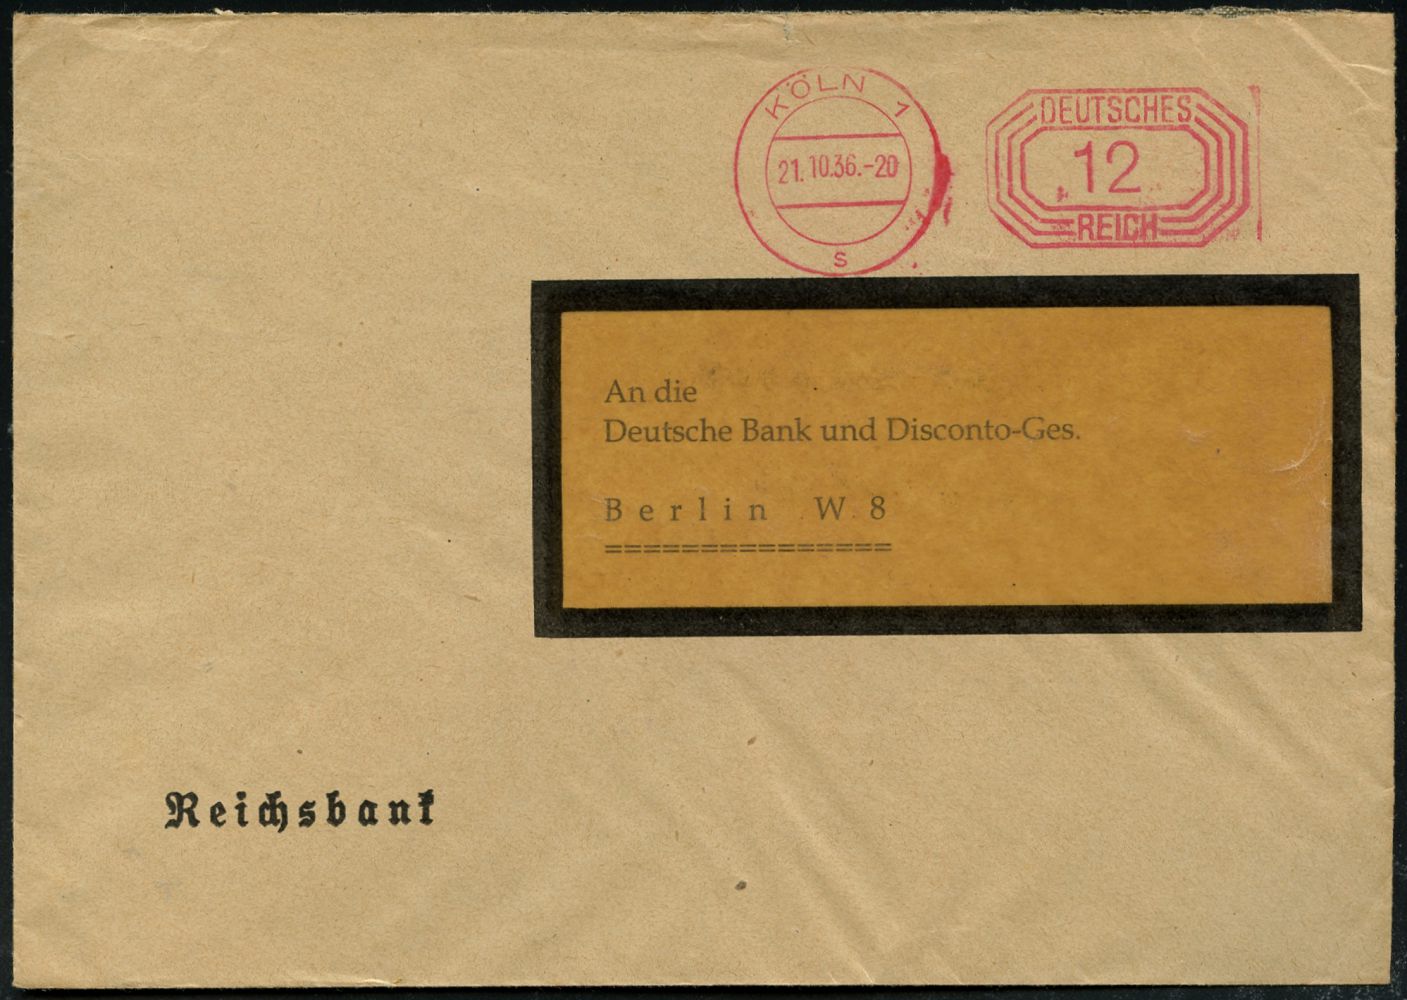 KÖLN 1
21.10.36.-20
s
DEUTSCHES
12
REICH
An die
Deutsche Bank und Disconto-Ges.
Berlin W 8
===============
Reichsbank